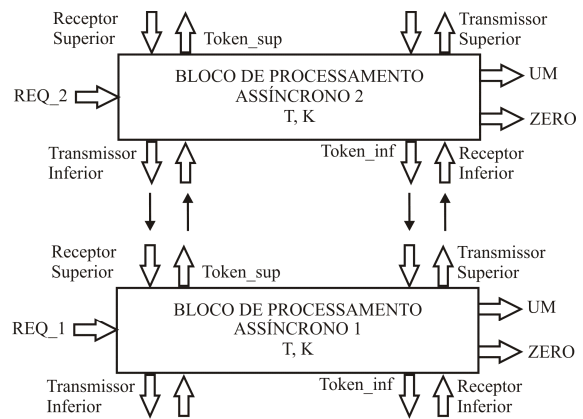 Receptor
Superior
Token_sup
Transmissor
Superior
REQ_2
BLOCO DE PROCESSAMENTO
ASSÍNCRONO 2
T, K
UM
ZERO
Transmissor
Inferior
Token_inf
Receptor
Inferior
Receptor
Superior
Token_sup
Transmissor
Superior
REQ_1
BLOCO DE PROCESSAMENTO
ASSÍNCRONO 1
T, K
UM
ZERO
Transmissor
Inferior
Token_inf
Receptor
Inferior